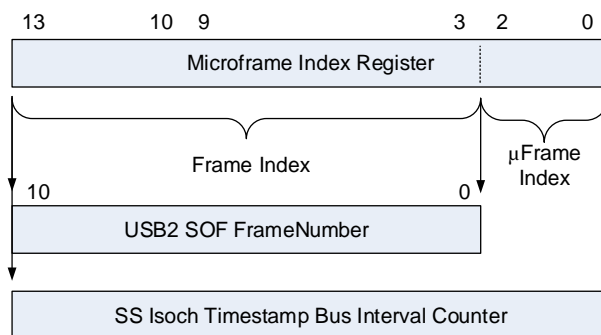 13 10 9 3 2 0
Microframe Index Register
Frame Index
μFrame
Index
10 0
USB2 SOF FrameNumber
SS Isoch Timestamp Bus Interval Counter